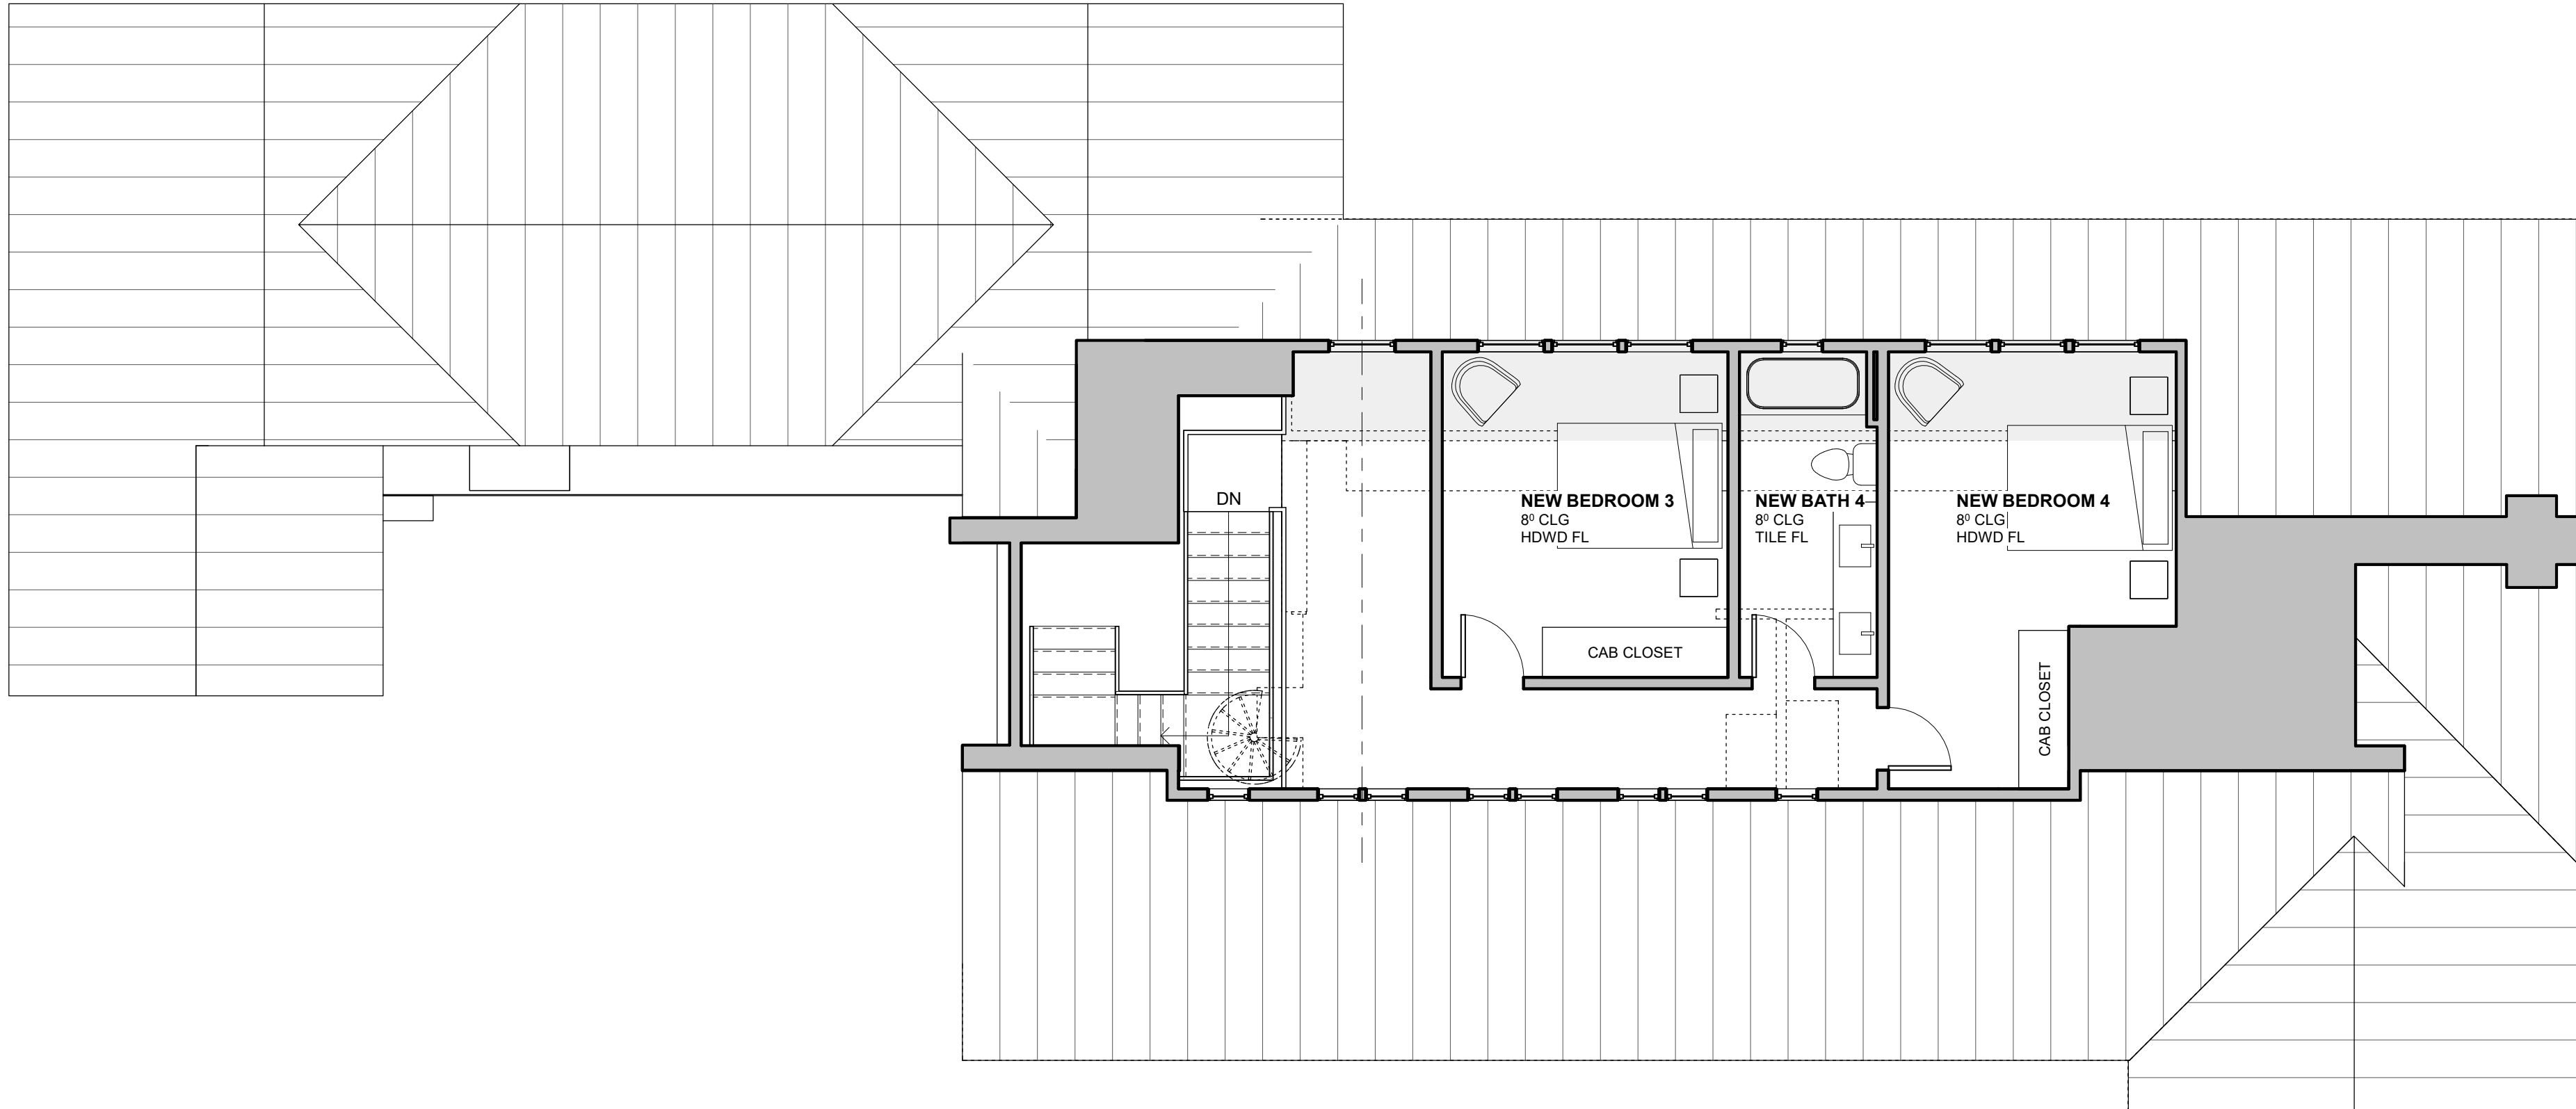 DN
NEW BEDROOM 3
8⁰ CLG
HDWD FL
NEW BATH 4
8⁰ CLG
TILE FL
NEW BEDROOM 4
8⁰ CLG
HDWD FL
CAB CLOSET
CAB CLOSET